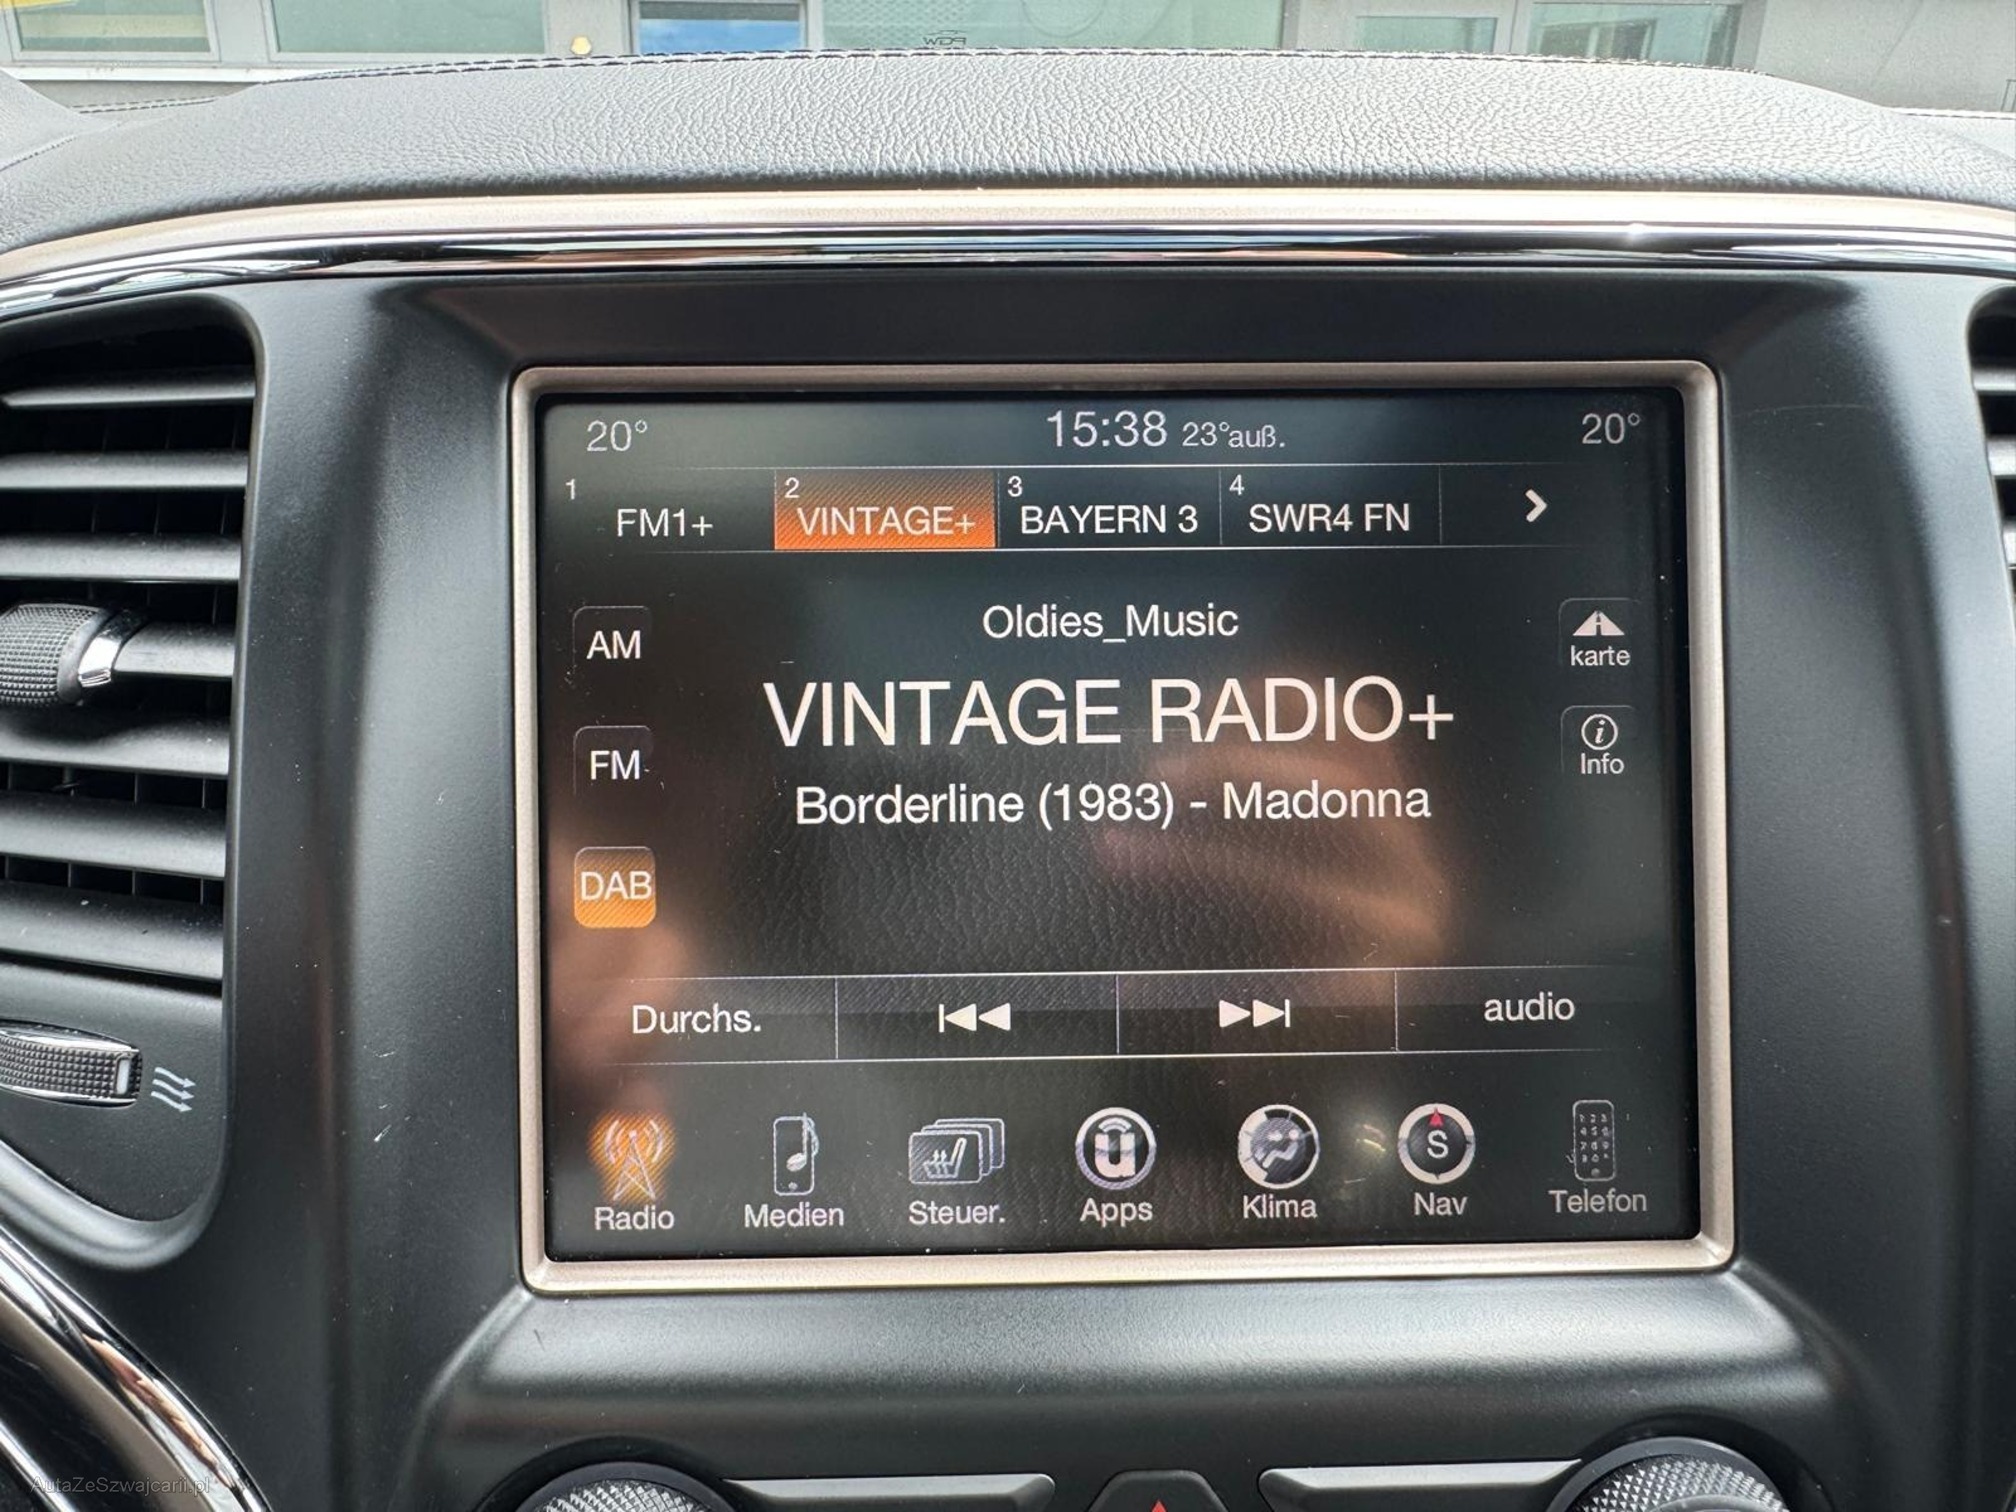 20° 15:38 23°auß. 20°
1 FM1+ 2 VINTAGE+ 3 BAYERN 3 4 SWR4 FN
Oldies_Music
AM
karte
VINTAGE RADIO+
FM
Info
Borderline (1983) - Madonna
DAB
Durchs. audio
S
Radio Medien Steuer. Apps Klima Nav Telefon
AutaZeSzwajcarii.pl